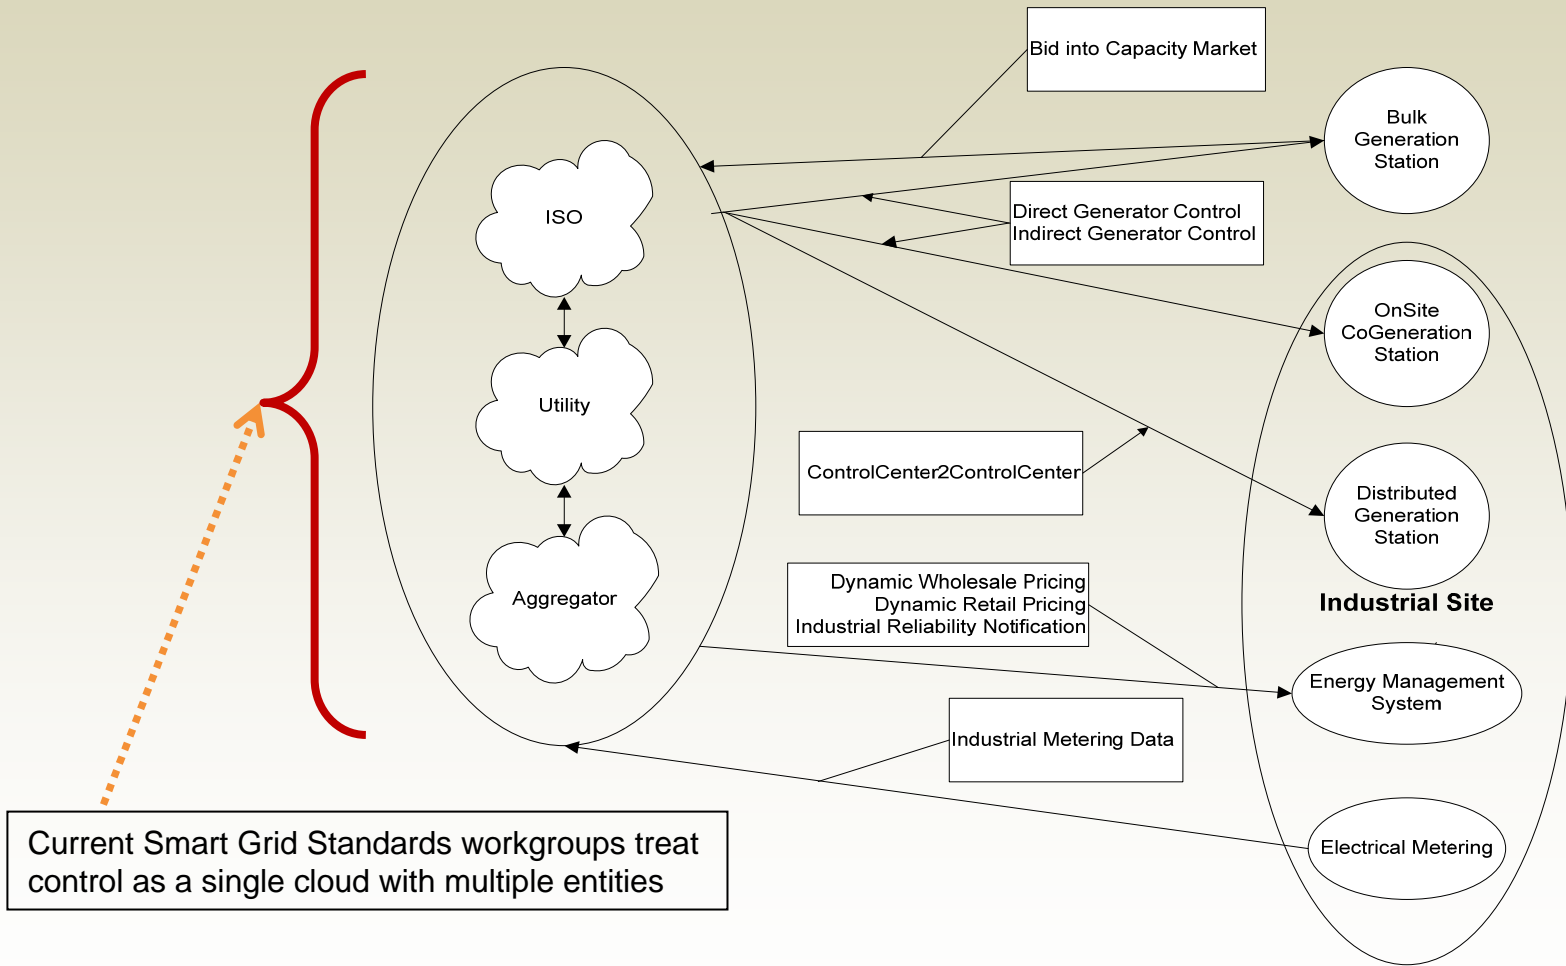 Bid into Capacity Market
Bulk
Generation
Station
ISO
Direct Generator Control
Indirect Generator Control
OnSite
CoGeneration
Station
Utility
ControlCenter2ControlCenter
Distributed
Generation
Station
Aggregator
Dynamic Wholesale Pricing
Dynamic Retail Pricing
Industrial Reliability Notification
Industrial Site
Energy Management
System
Industrial Metering Data
Electrical Metering
Current Smart Grid Standards workgroups treat
control as a single cloud with multiple entities